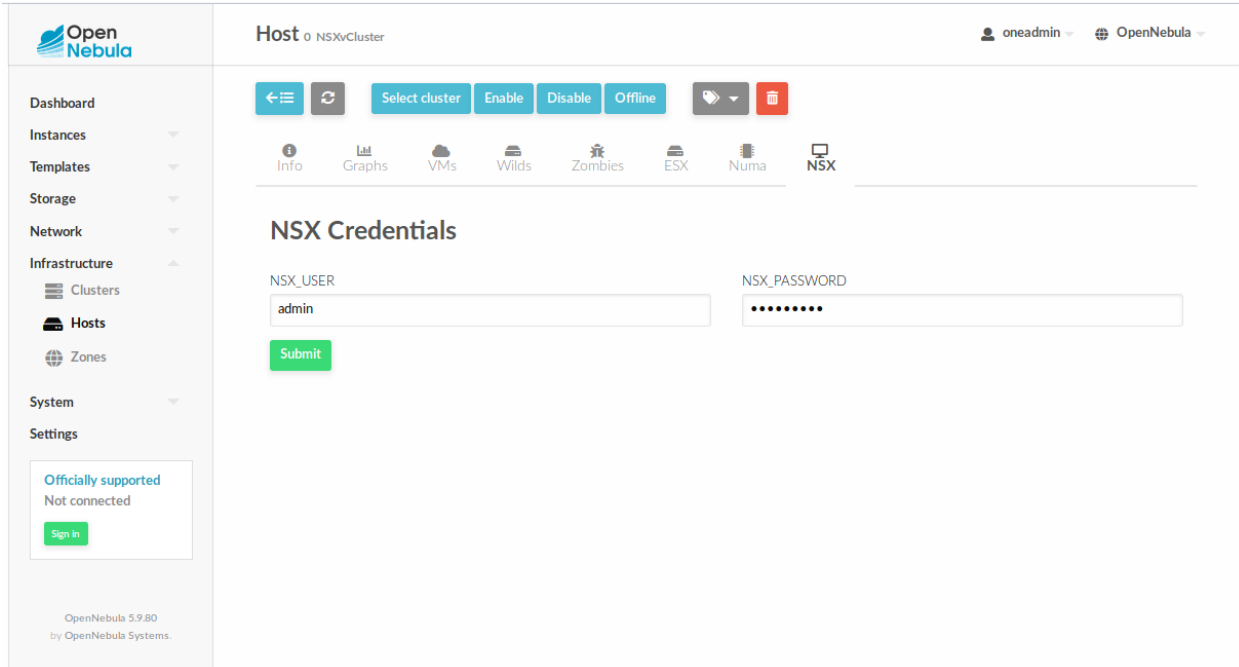 Open
Nebula
Host 0 NSXvCluster
oneadmin
OpenNebula
Dashboard
Instances
Templates
Storage
Network
Infrastructure
Clusters
Hosts
Zones
System
Settings
Officially supported
Not connected
Sign in
OpenNebula 5.9.80
by OpenNebula Systems.
Select cluster Enable Disable Offline
Info Graphs VMs Wilds Zombies ESX Numa NSX
NSX Credentials
NSX_USER NSX_PASSWORD
admin •••••••••
Submit